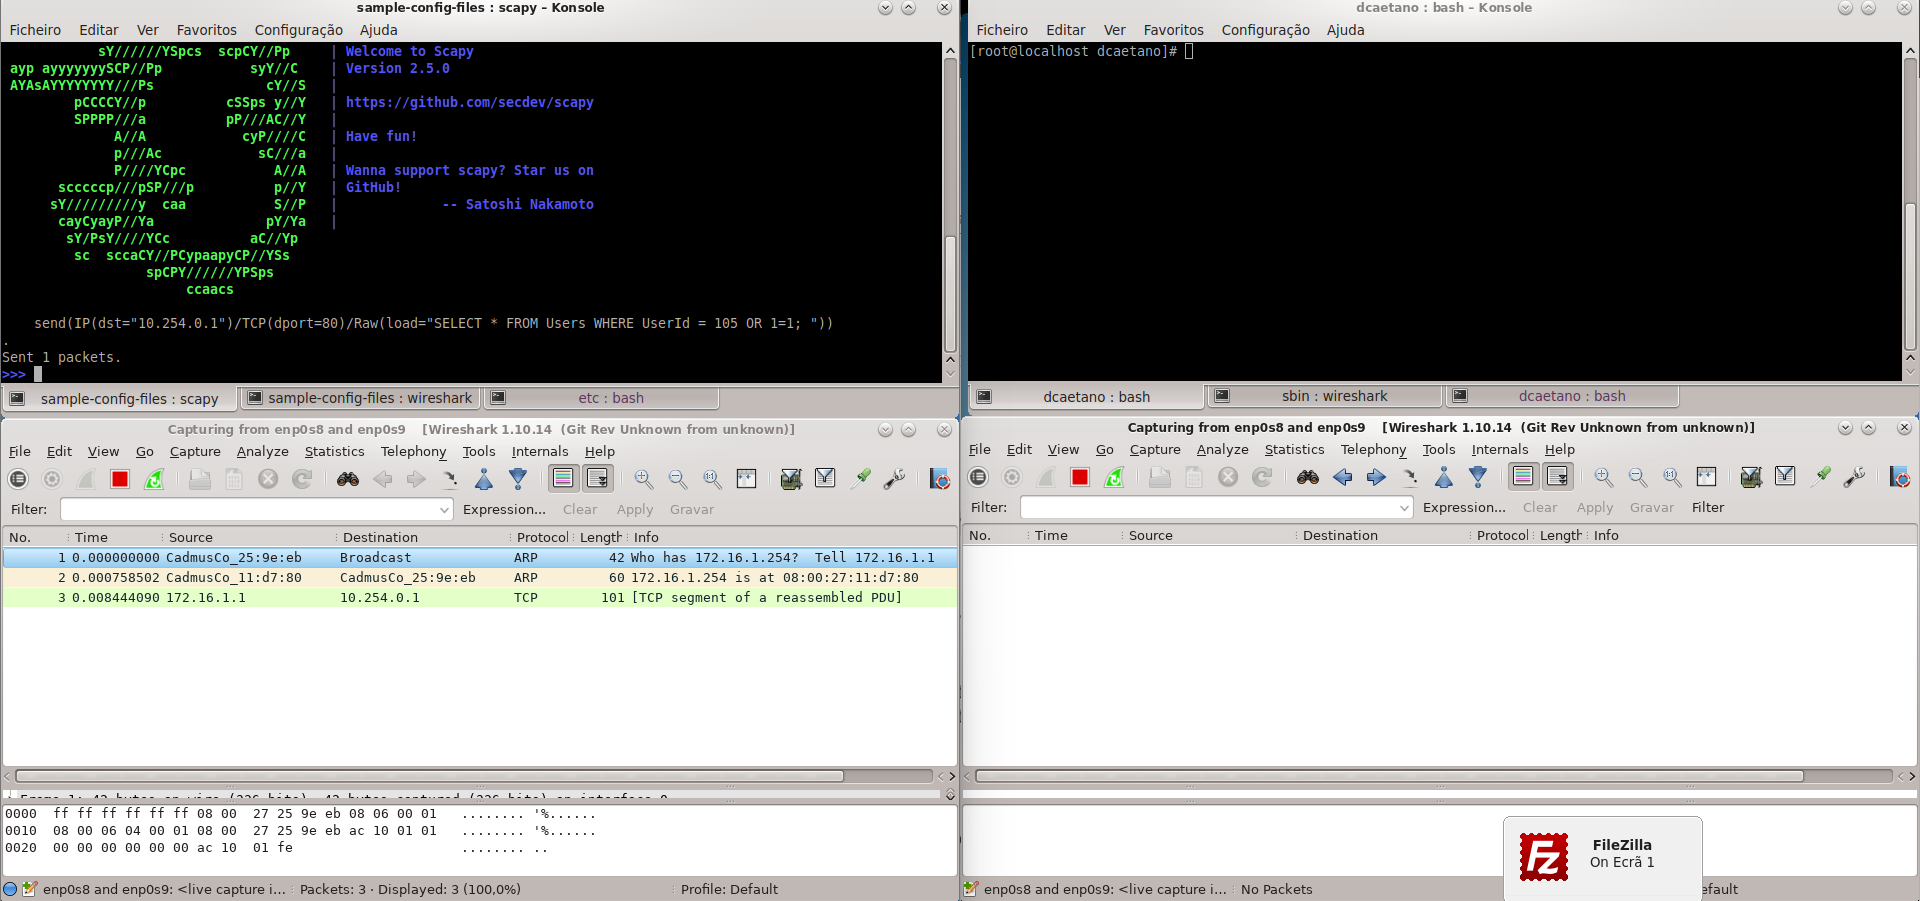 sample-config-files : scapy – Konsole
Ficheiro Editar Ver Favoritos Configuração Ajuda
sY//////YSpcs scpCY//Pp | Welcome to Scapy
ayp ayyyyyyySCP//Pp syY//C | Version 2.5.0
AYAsAYYYYYYYY///Ps cY//S |
pCCCCY//p cSSps y//Y | https://github.com/secdev/scapy
SPPPP///a pP///AC//Y |
A//A cyP////C | Have fun!
p///Ac sC///a |
P////YCpc A//A | Wanna support scapy? Star us on
scccccp///pSP///p p//Y | GitHub!
sY/////////y caa S//P | -- Satoshi Nakamoto
cayCyayP//Ya pY/Ya |
sY/PsY////YCc aC//Yp
sc sccaCY//PCypaapyCP//YSs
spCPY//////YPSps
ccaacs
send(IP(dst="10.254.0.1")/TCP(dport=80)/Raw(load="SELECT * FROM Users WHERE UserId = 105 OR 1=1; "))
.
Sent 1 packets.
>>>
sample-config-files : scapy
sample-config-files : wireshark
etc : bash
dcaetano : bash – Konsole
Ficheiro Editar Ver Favoritos Configuração Ajuda
[root@localhost dcaetano]#
dcaetano : bash
sbin : wireshark
dcaetano : bash
Capturing from enp0s8 and enp0s9 [Wireshark 1.10.14 (Git Rev Unknown from unknown)]
File Edit View Go Capture Analyze Statistics Telephony Tools Internals Help
Filter: Expression... Clear Apply Gravar
No. Time Source Destination Protocol Length Info
1 0.000000000 CadmusCo_25:9e:eb Broadcast ARP 42 Who has 172.16.1.254? Tell 172.16.1.1
2 0.000758502 CadmusCo_11:d7:80 CadmusCo_25:9e:eb ARP 60 172.16.1.254 is at 08:00:27:11:d7:80
3 0.008444090 172.16.1.1 10.254.0.1 TCP 101 [TCP segment of a reassembled PDU]
0000 ff ff ff ff ff ff 08 00 27 25 9e eb 08 06 00 01 ........ '%......
0010 08 00 06 04 00 01 08 00 27 25 9e eb ac 10 01 01 ........ '%......
0020 00 00 00 00 00 00 ac 10 01 fe ........ ..
enp0s8 and enp0s9: <live capture i... Packets: 3 · Displayed: 3 (100,0%) Profile: Default
Capturing from enp0s8 and enp0s9 [Wireshark 1.10.14 (Git Rev Unknown from unknown)]
File Edit View Go Capture Analyze Statistics Telephony Tools Internals Help
Filter: Expression... Clear Apply Gravar Filter
No. Time Source Destination Protocol Length Info
enp0s8 and enp0s9: <live capture i... No Packets efault
FileZilla
On Ecrã 1